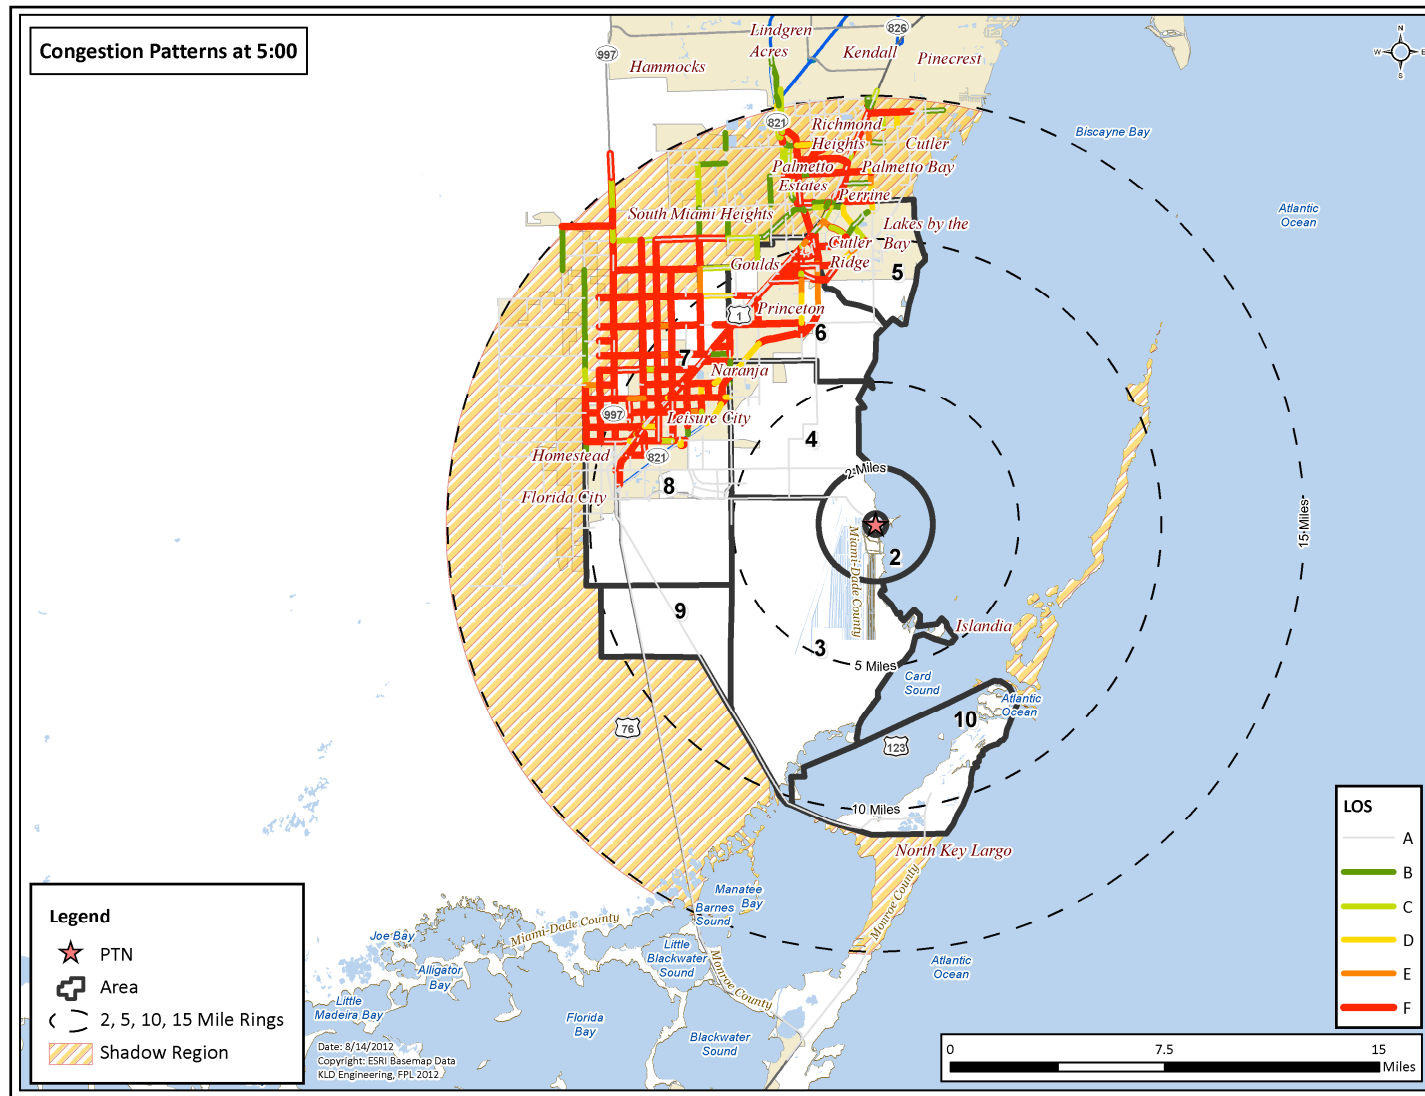 Congestion Patterns at 5:00
997
Hammocks
Lindgren
Acres
826
Kendall
Pinecrest
N
W
E
S
821
Richmond
Heights
Cutler
Biscayne Bay
Palmetto
Estates
Palmetto Bay
Perrine
South Miami Heights
Lakes by the
Bay
Atlantic
Ocean
Cutler
Ridge
Goulds
5
1
Princeton
6
7
Naranja
997
Leisure City
4
Homestead
821
2 Miles
8
Florida City
15 Miles
Miami-Dade County
2
9
Islandia
3
5 Miles
Card
Sound
Atlantic
Ocean
10
76
123
10 Miles
North Key Largo
Monroe County
Manatee
Bay
Barnes
Sound
Miami-Dade County
Joe Bay
Little
Blackwater
Sound
Alligator
Bay
Monroe County
Atlantic
Ocean
Little
Madeira Bay
Florida
Bay
Blackwater
Sound
LOS
A
B
C
D
E
F
Legend
PTN
Area
2, 5, 10, 15 Mile Rings
Shadow Region
Date: 8/14/2012
Copyright: ESRI Basemap Data
KLD Engineering, FPL 2012
0 7.5 15
Miles